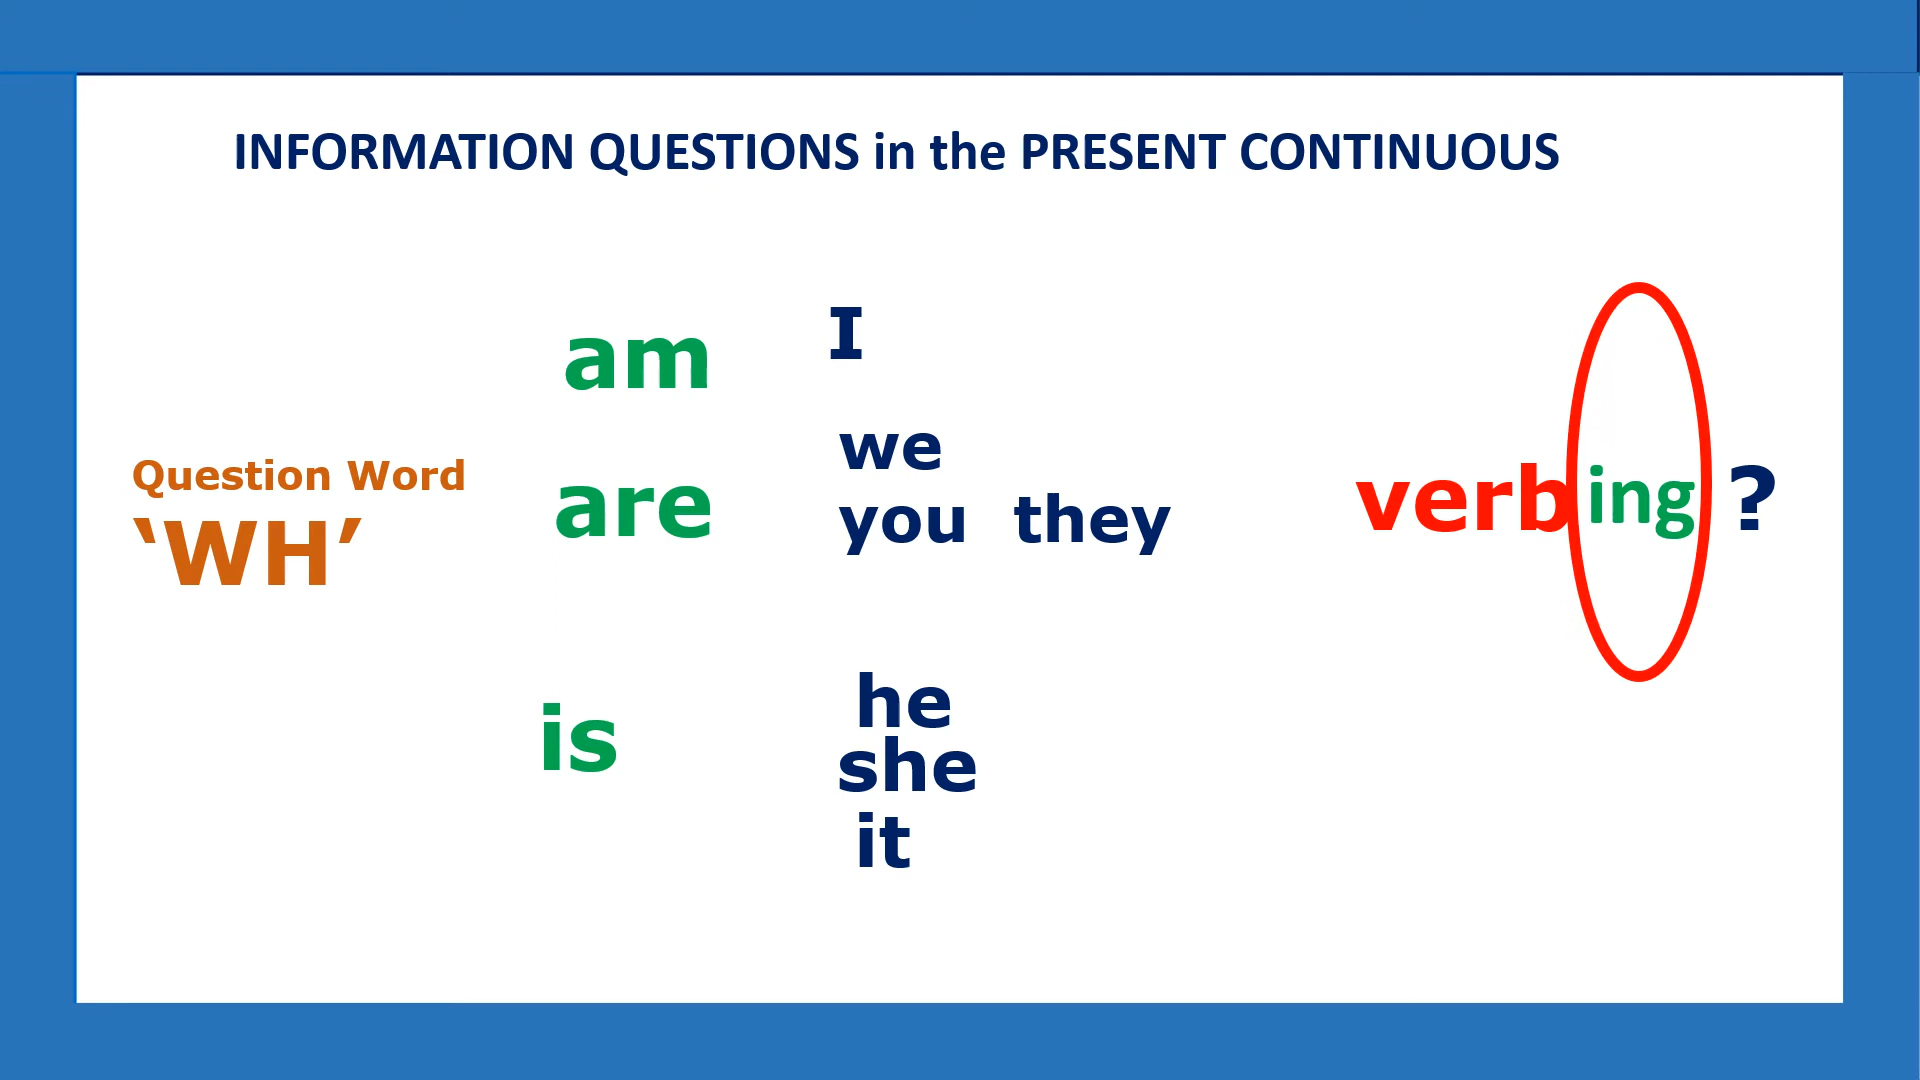 INFORMATION QUESTIONS in the PRESENT CONTINUOUS
Question Word
‘WH’
am
are
is
I
we
you they
he
she
it
verbing ?